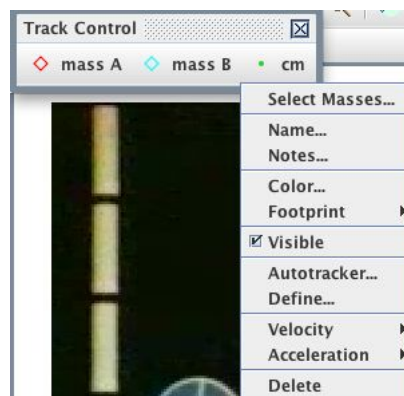 Track Control
mass A mass B cm
Select Masses...
Name...
Notes...
Color...
Footprint
Visible
Autotracker...
Define...
Velocity
Acceleration
Delete